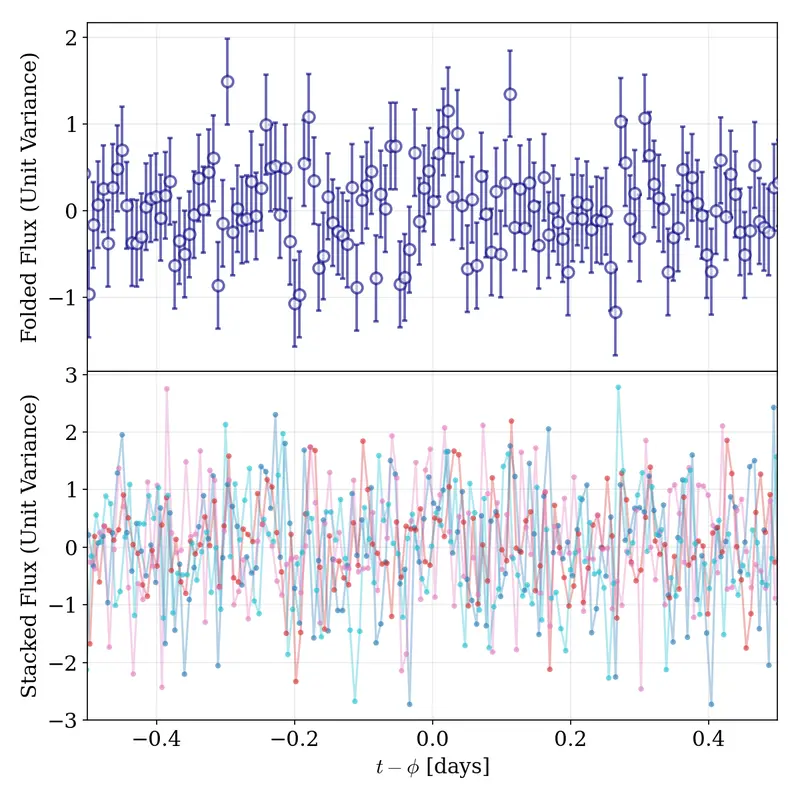 Folded Flux (Unit Variance)
2
1
0
−1
Stacked Flux (Unit Variance)
3
2
1
0
−1
−2
−3
−0.4 −0.2 0.0 0.2 0.4
t − ϕ [days]